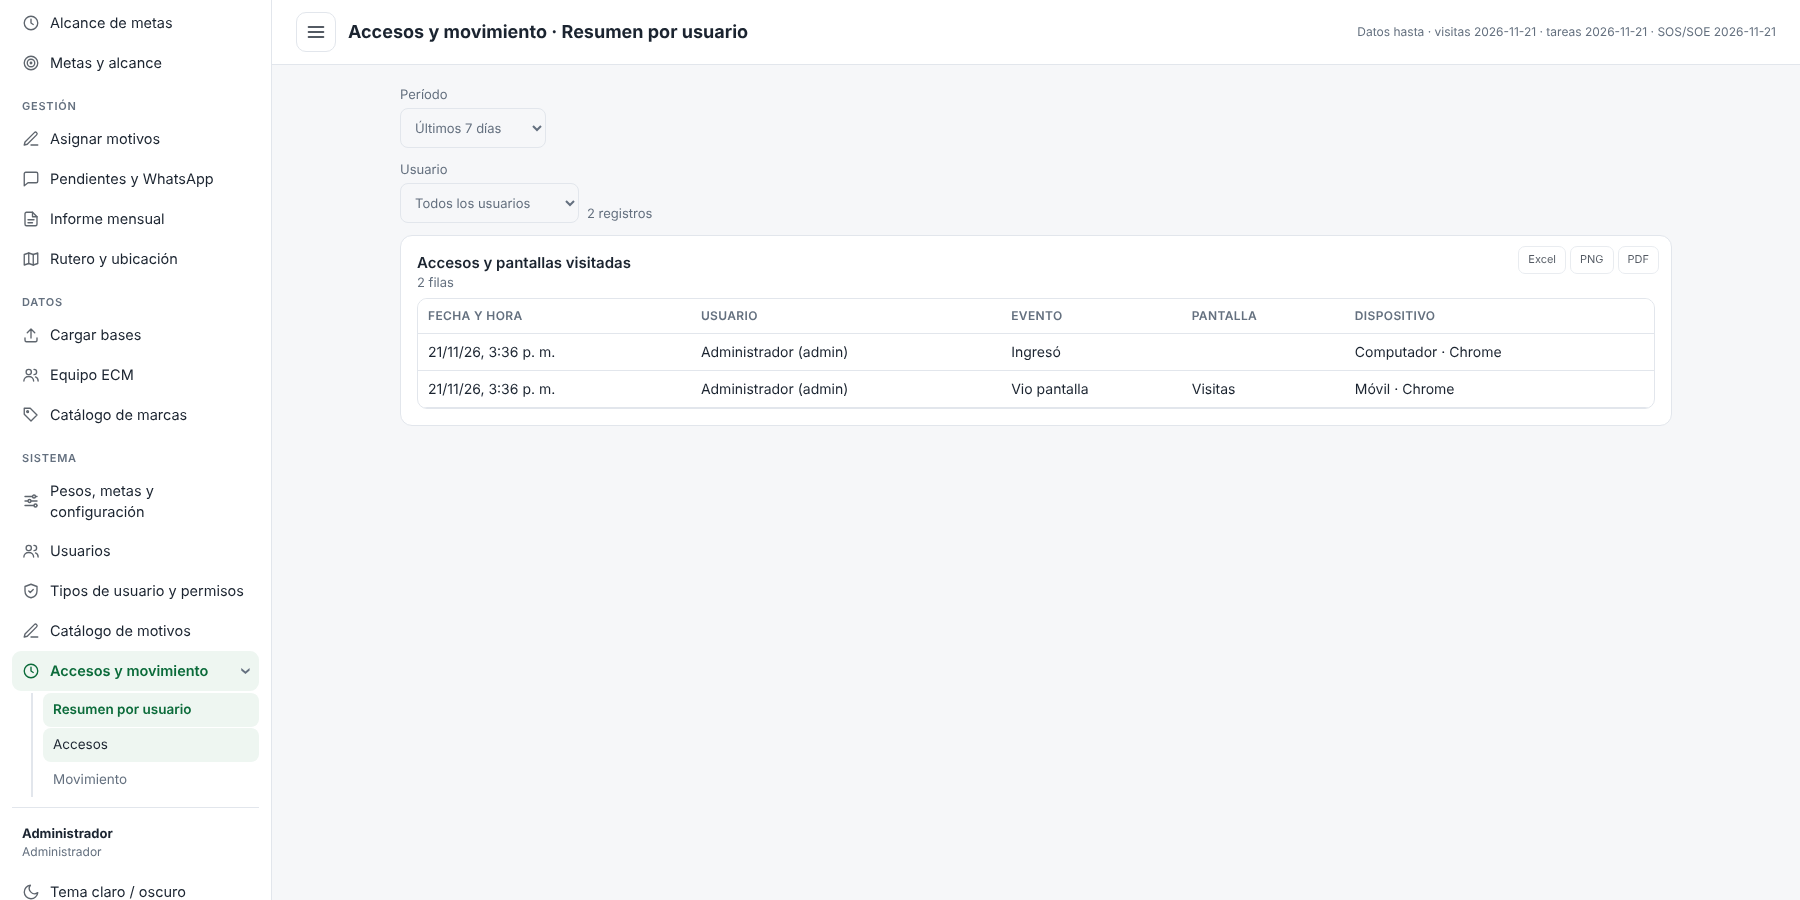 Alcance de metas
Metas y alcance
GESTIÓN
Asignar motivos
Pendientes y WhatsApp
Informe mensual
Rutero y ubicación
DATOS
Cargar bases
Equipo ECM
Catálogo de marcas
SISTEMA
Pesos, metas y
configuración
Usuarios
Tipos de usuario y permisos
Catálogo de motivos
Accesos y movimiento
Resumen por usuario
Accesos
Movimiento
Administrador
Administrador
Tema claro / oscuro
Accesos y movimiento · Resumen por usuario
Datos hasta · visitas 2026-11-21 · tareas 2026-11-21 · SOS/SOE 2026-11-21
Período
Últimos 7 días
Usuario
Todos los usuarios
2 registros
Accesos y pantallas visitadas
2 filas
Excel PNG PDF
FECHA Y HORA USUARIO EVENTO PANTALLA DISPOSITIVO
21/11/26, 3:36 p. m. Administrador (admin) Ingresó Computador · Chrome
21/11/26, 3:36 p. m. Administrador (admin) Vio pantalla Visitas Móvil · Chrome